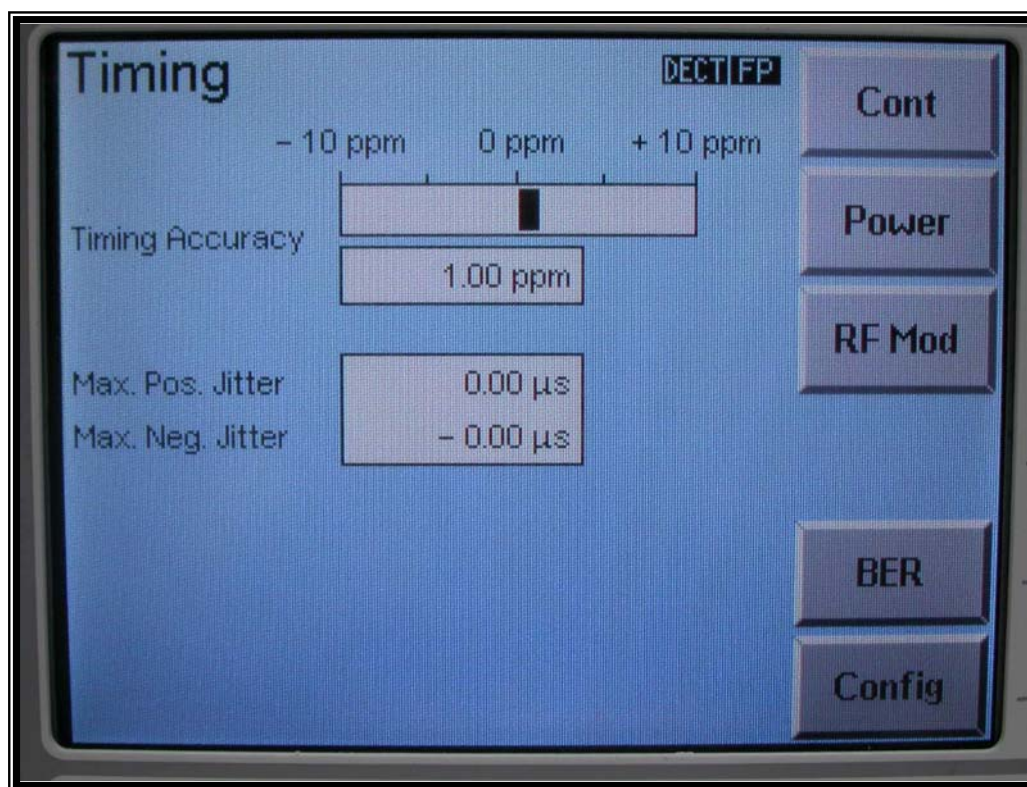 Timing
DECT FP
– 10 ppm 0 ppm + 10 ppm
Timing Accuracy
1.00 ppm
Max. Pos. Jitter 0.00 µs
Max. Neg. Jitter – 0.00 µs
Cont
Power
RF Mod
BER
Config